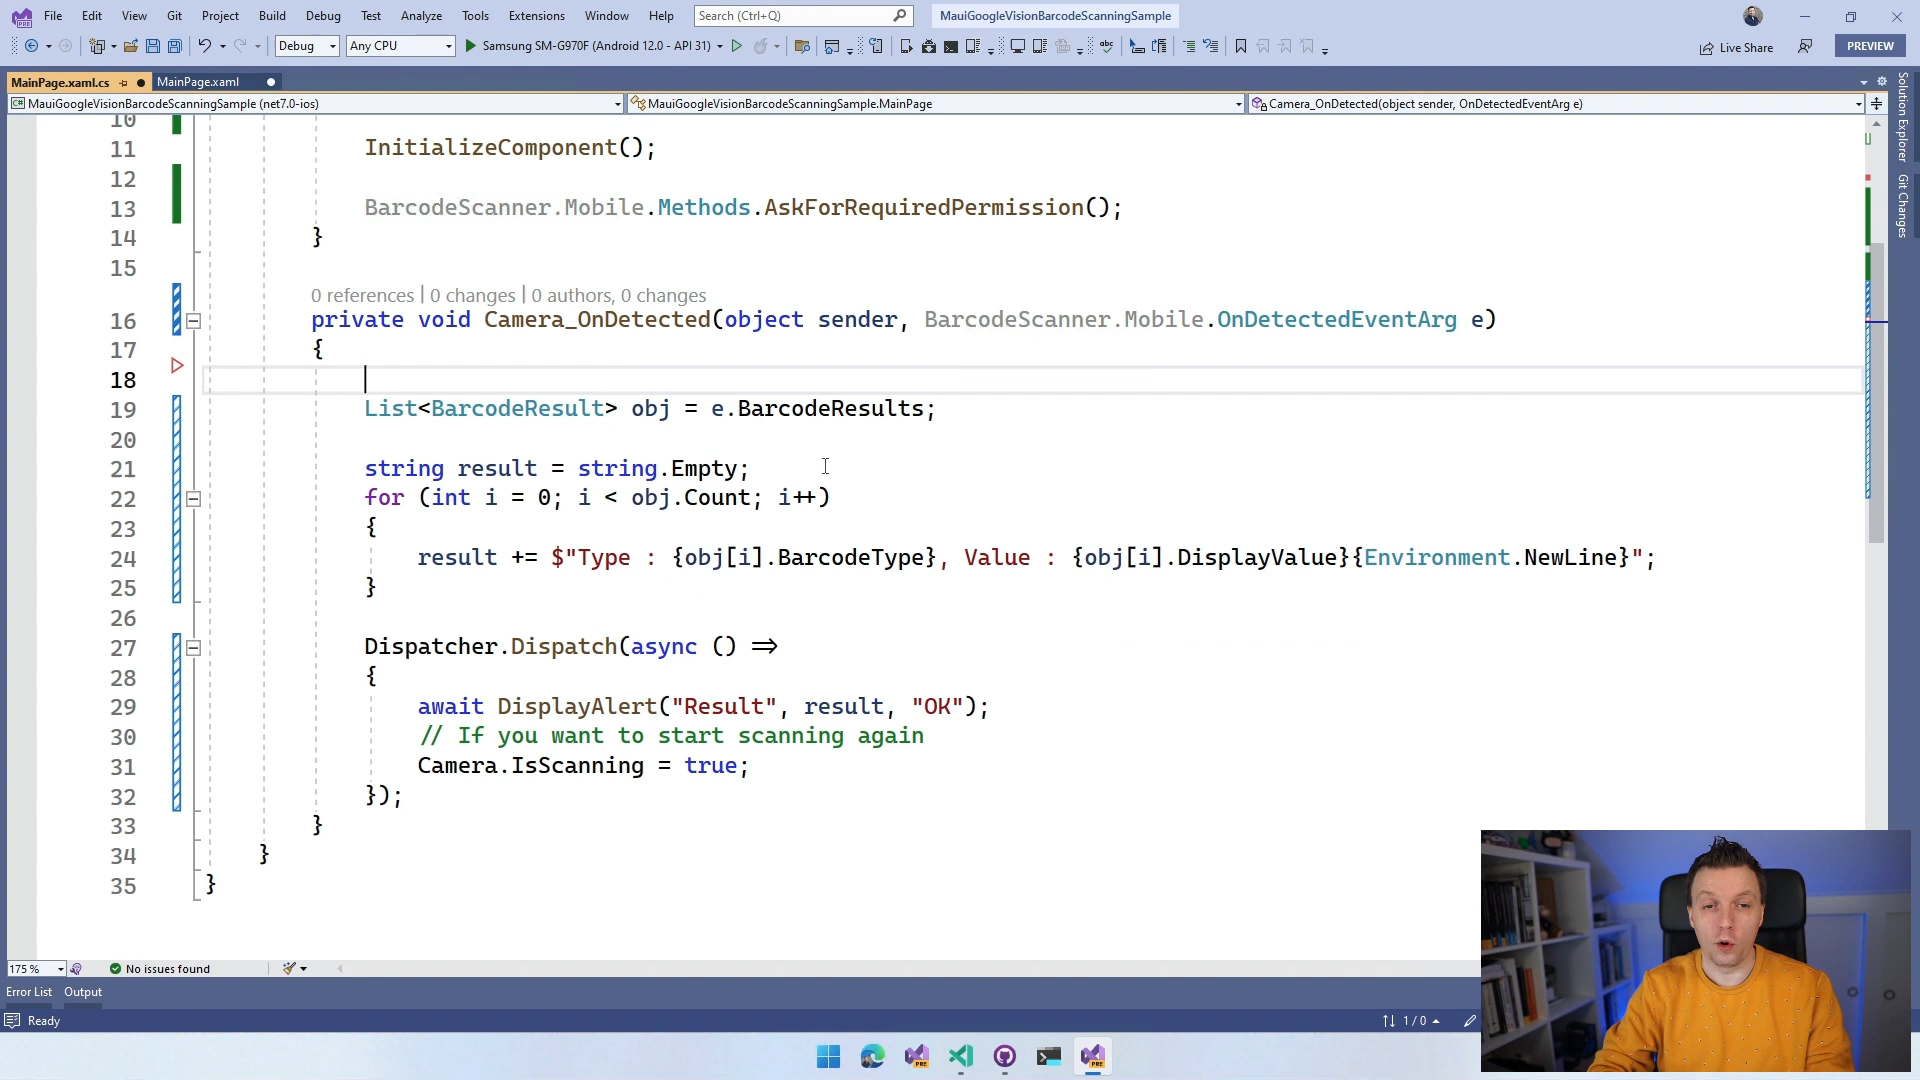 File Edit View Git Project Build Debug Test Analyze Tools Extensions Window Help Search (Ctrl+Q) MauiGoogleVisionBarcodeScanningSample
Debug Any CPU Samsung SM-G970F (Android 12.0 - API 31) Live Share PREVIEW
MainPage.xaml.cs MainPage.xaml
MauiGoogleVisionBarcodeScanningSample (net7.0-ios) MauiGoogleVisionBarcodeScanningSample.MainPage Camera_OnDetected(object sender, OnDetectedEventArg e)
Solution Explorer
Git Changes
10
11 InitializeComponent();
12
13 BarcodeScanner.Mobile.Methods.AskForRequiredPermission();
14 }
15
0 references | 0 changes | 0 authors, 0 changes
16 private void Camera_OnDetected(object sender, BarcodeScanner.Mobile.OnDetectedEventArg e)
17 {
18
19 List<BarcodeResult> obj = e.BarcodeResults;
20
21 string result = string.Empty;
22 for (int i = 0; i < obj.Count; i++)
23 {
24 result += $"Type : {obj[i].BarcodeType}, Value : {obj[i].DisplayValue}{Environment.NewLine}";
25 }
26
27 Dispatcher.Dispatch(async () =>
28 {
29 await DisplayAlert("Result", result, "OK");
30 // If you want to start scanning again
31 Camera.IsScanning = true;
32 });
33 }
34 }
35 }
175 % No issues found
Error List Output
Ready 1 / 0